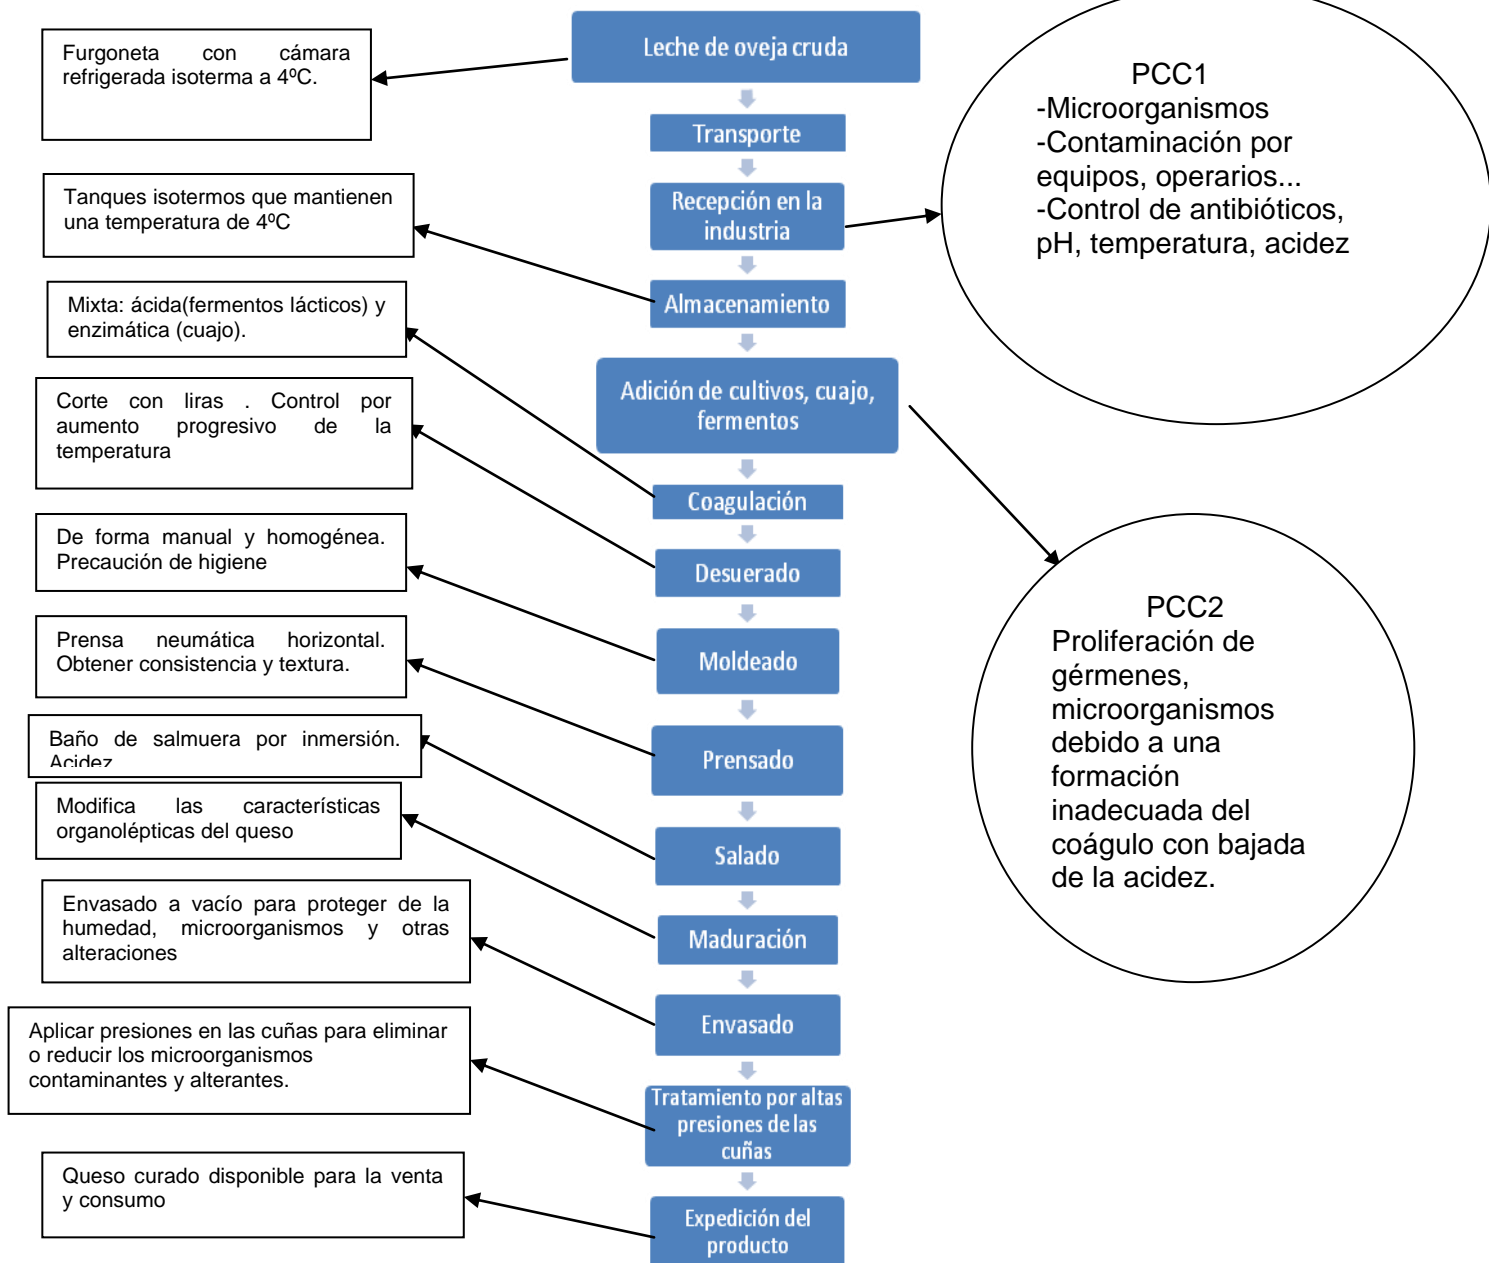 Leche de oveja cruda
Furgoneta con cámara
refrigerada isoterma a 4ºC.
Transporte
Recepción en la
industria
PCC1
-Microorganismos
-Contaminación por
equipos, operarios...
-Control de antibióticos,
pH, temperatura, acidez
Tanques isotermos que mantienen
una temperatura de 4ºC
Almacenamiento
Adición de cultivos, cuajo,
fermentos
PCC2
Proliferación de
gérmenes,
microorganismos
debido a una
formación
inadecuada del
coágulo con bajada
de la acidez.
Mixta: ácida(fermentos lácticos) y
enzimática (cuajo).
Coagulación
Corte con liras . Control por
aumento progresivo de la
temperatura
Desuerado
De forma manual y homogénea.
Precaución de higiene
Moldeado
Prensa neumática horizontal.
Obtener consistencia y textura.
Prensado
Baño de salmuera por inmersión.
Acidez
Salado
Modifica las características
organolépticas del queso
Maduración
Envasado a vacío para proteger de la
humedad, microorganismos y otras
alteraciones
Envasado
Aplicar presiones en las cuñas para eliminar
o reducir los microorganismos
contaminantes y alterantes.
Tratamiento por altas
presiones de las
cuñas
Queso curado disponible para la venta
y consumo
Expedición del
producto